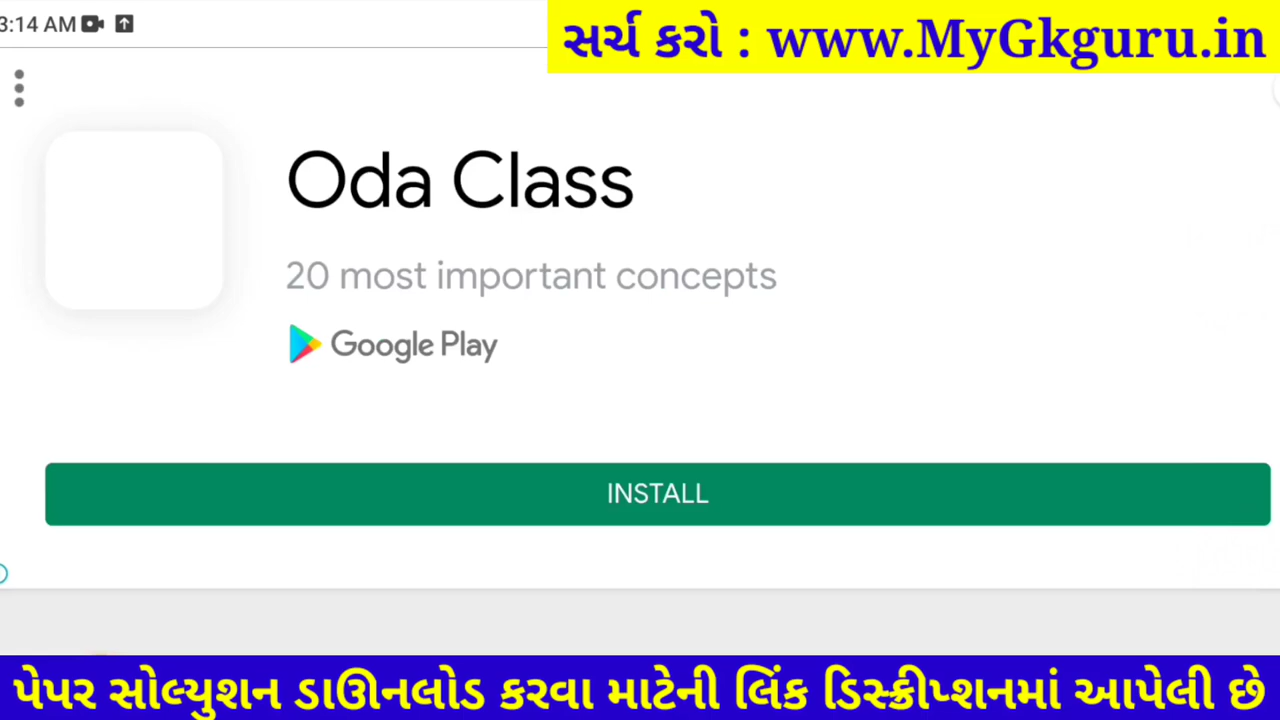 3:14 AM
સર્ચ કરો : www.MyGkguru.in
Oda Class
20 most important concepts
Google Play
INSTALL
પેપર સોલ્યુશન ડાઊનલોડ કરવા માટેની લિંક ડિસ્ક્રીપ્શનમાં આપેલી છે